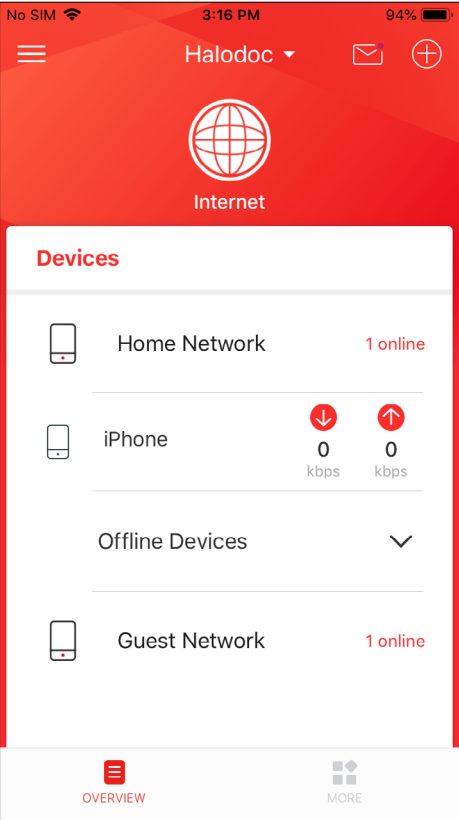 No SIM 3:16 PM 94%
Halodoc
Internet
Devices
Home Network 1 online
iPhone 0 0
kbps kbps
Offline Devices
Guest Network 1 online
OVERVIEW MORE